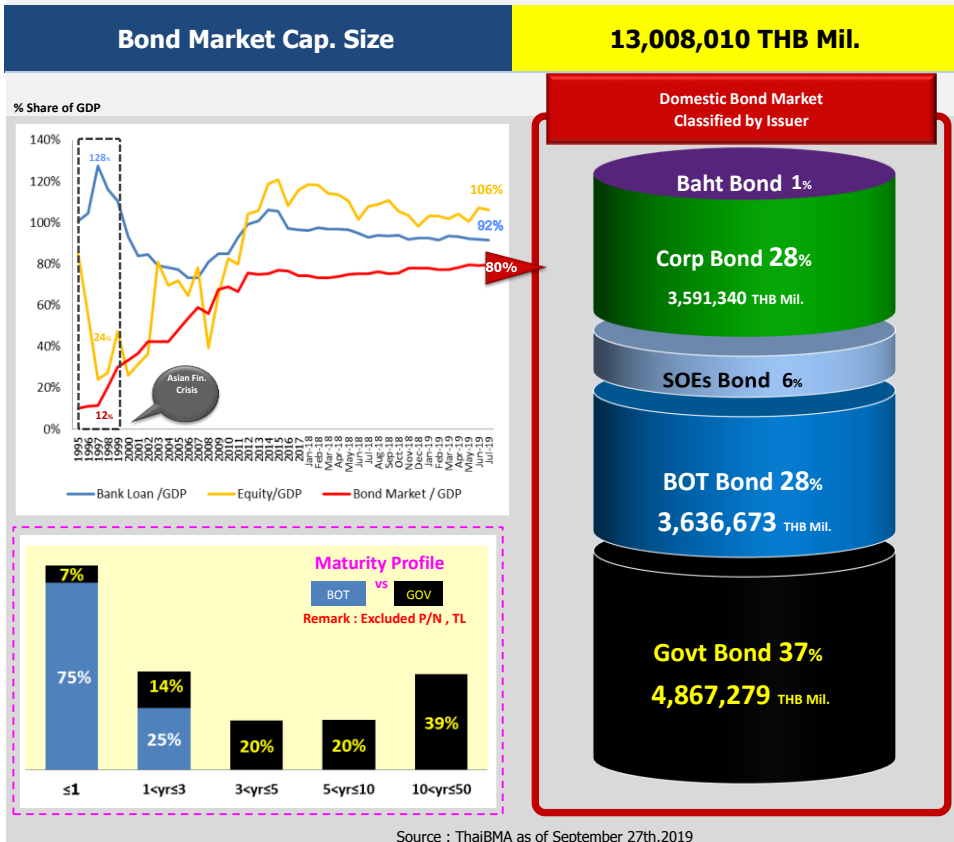 Bond Market Cap. Size
13,008,010 THB Mil.
% Share of GDP
140%
120%
100%
80%
60%
40%
20%
0%
128%
24%
12%
106%
92%
80%
Asian Fin.
Crisis
1995
1996
1997
1998
1999
2000
2001
2002
2003
2004
2005
2006
2007
2008
2009
2010
2011
2012
2013
2014
2015
2016
2017
Jan-18
Feb-18
Mar-18
Apr-18
May-18
Jun-18
Jul-18
Aug-18
Sep-18
Oct-18
Nov-18
Dec-18
Jan-19
Feb-19
Mar-19
Apr-19
May-19
Jun-19
Jul-19
Bank Loan /GDP
Equity/GDP
Bond Market / GDP
Domestic Bond Market
Classified by Issuer
Baht Bond 1%
Corp Bond 28%
3,591,340 THB Mil.
SOEs Bond 6%
BOT Bond 28%
3,636,673 THB Mil.
Govt Bond 37%
4,867,279 THB Mil.
Maturity Profile
BOT vs GOV
Remark : Excluded P/N , TL
7%
75%
14%
25%
20%
20%
39%
≤1
1<yr≤3
3<yr≤5
5<yr≤10
10<yr≤50
Source : ThaiBMA as of September 27th,2019